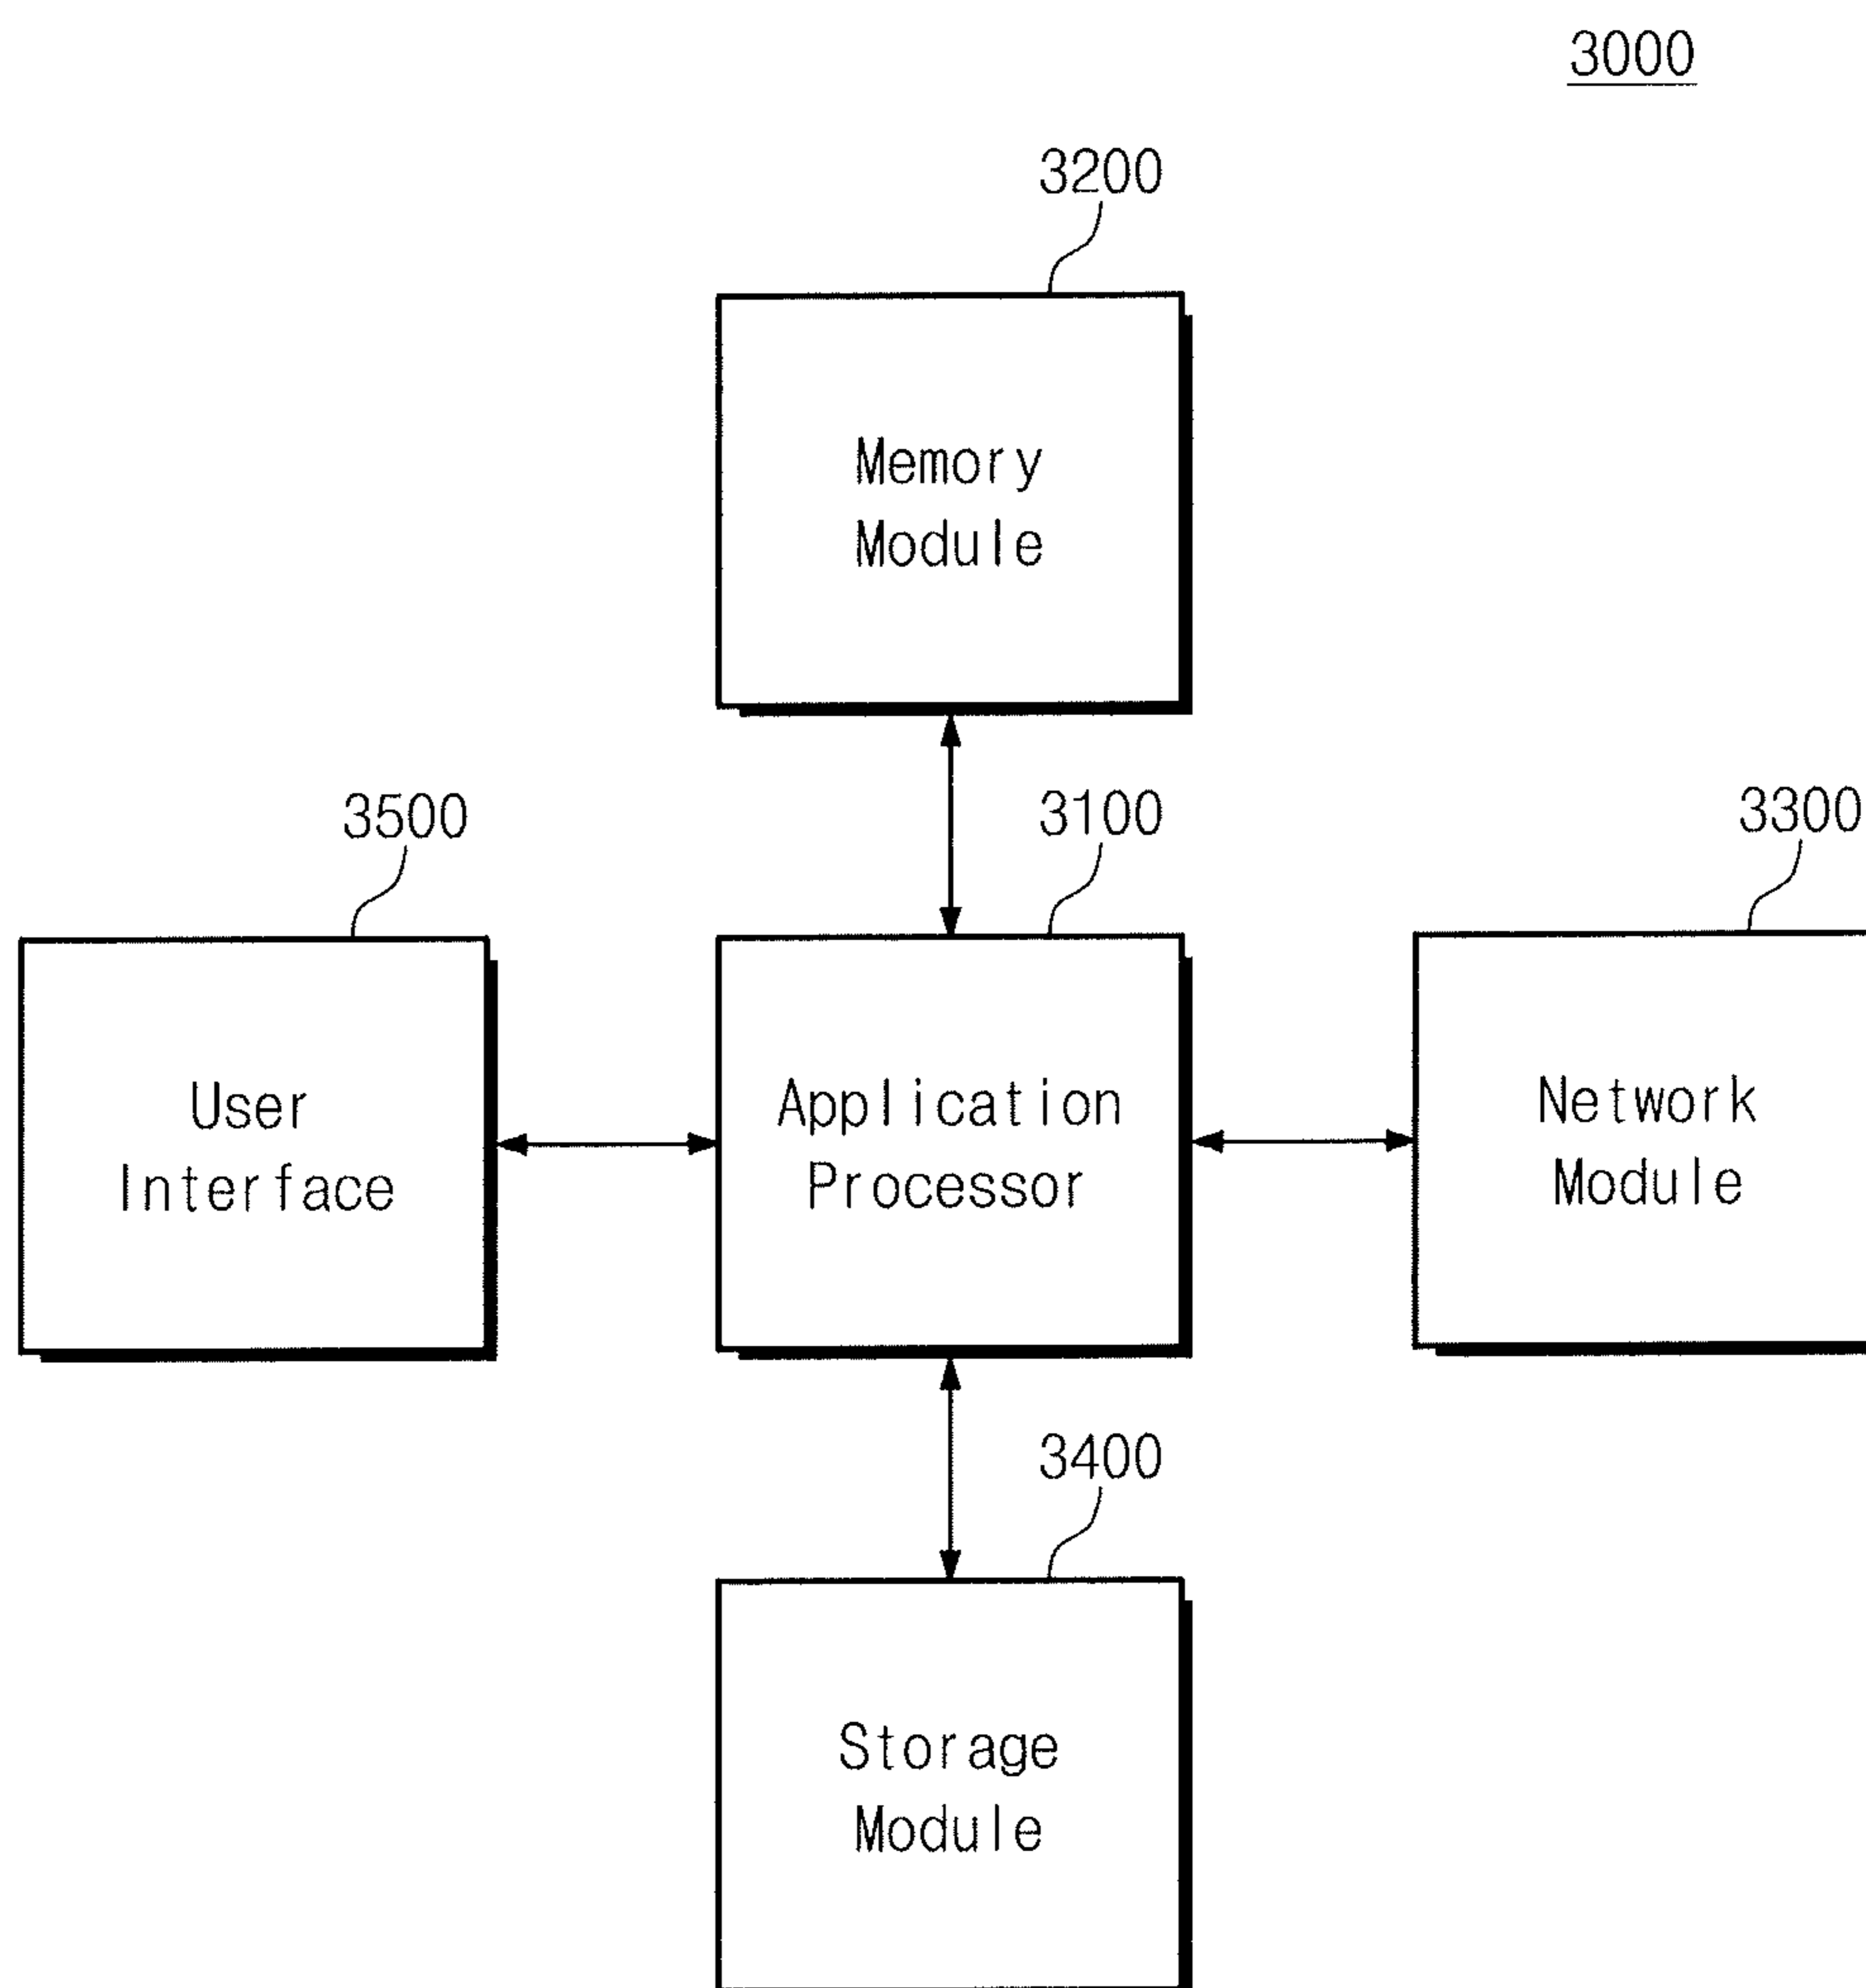 3000
3200
Memory
Module
3500
3100
3300
User
Interface
Application
Processor
Network
Module
3400
Storage
Module